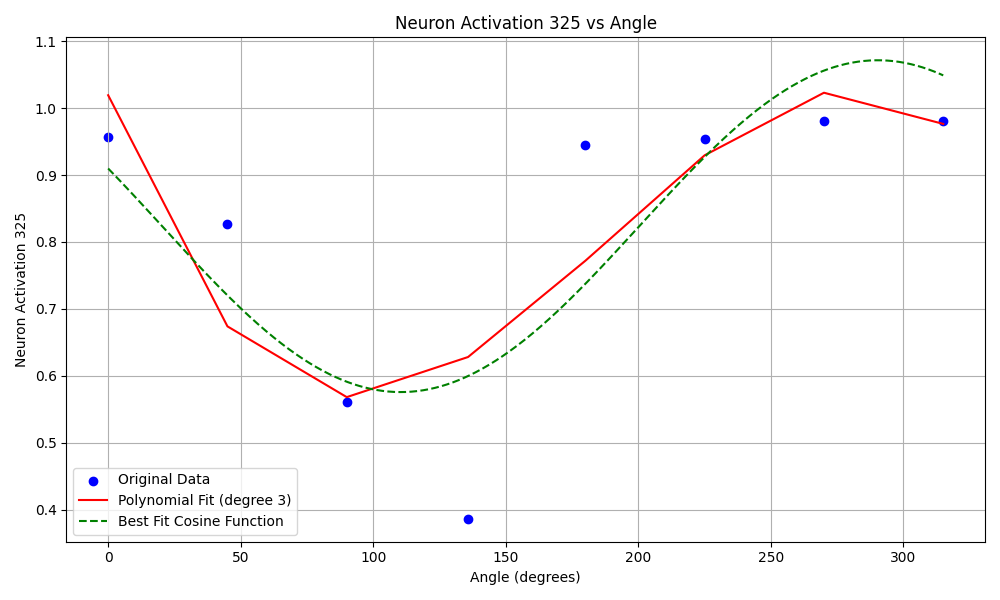 Neuron Activation 325 vs Angle
Neuron Activation 325
1.1
1.0
0.9
0.8
0.7
0.6
0.5
0.4
Original Data
Polynomial Fit (degree 3)
Best Fit Cosine Function
0 50 100 150 200 250 300
Angle (degrees)